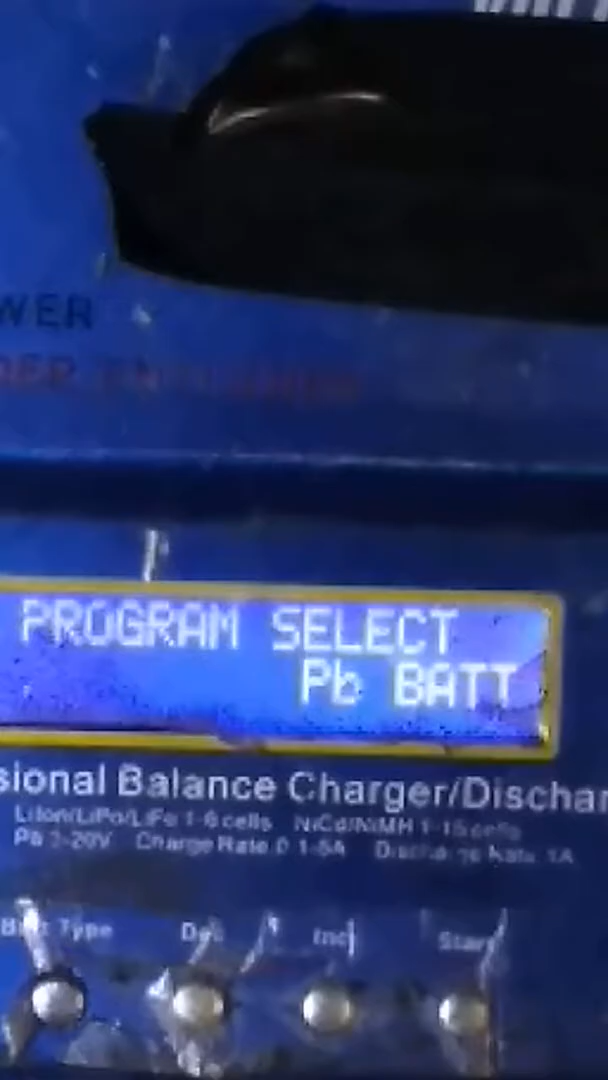 WER
PROGRAM SELECT
Pb BATT
sional Balance Charger/Dischar
LiIon/LiPo/LiFe 1-6 cells NiCd/NiMH 1-15 cells
Pb 2-20V Charge Rate 0.1-5A Rate 1A
Batt Type Dec Inc Start